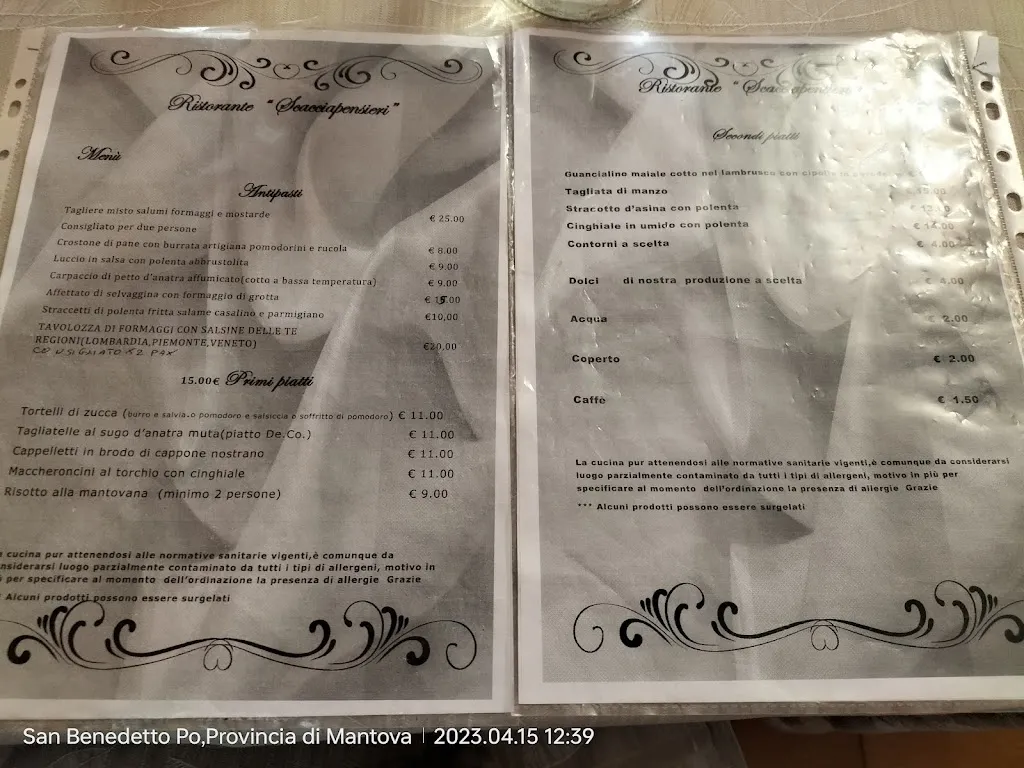 Ristorante "Scacciapensieri"
Menù
Antipasti
Tagliere misto salumi formaggi e mostarde € 25.00
Consigliato per due persone
Crostone di pane con burrata artigiana pomodorini e rucola € 8.00
Luccio in salsa con polenta abbrustolita € 9.00
Carpaccio di petto d'anatra affumicato(cotto a bassa temperatura) € 9.00
Affettato di selvaggina con formaggio di grotta € 15.00
Straccetti di polenta fritta salame casalino e parmigiano €10,00
TAVOLOZZA DI FORMAGGI CON SALSINE DELLE TE
REGIONI(LOMBARDIA,PIEMONTE,VENETO) €20,00
CONSIGLIATO X2 PAX
15.00€ Primi piatti
Tortelli di zucca (burro e salvia.o pomodoro e salsiccia o soffritto di pomodoro) € 11.00
Tagliatelle al sugo d'anatra muta(piatto De.Co.) € 11.00
Cappelletti in brodo di cappone nostrano € 11.00
Maccheroncini al torchio con cinghiale € 11.00
Risotto alla mantovana (minimo 2 persone) € 9.00
a cucina pur attenendosi alle normative sanitarie vigenti,è comunque da
nsiderarsi luogo parzialmente contaminato da tutti i tipi di allergeni, motivo in
ù per specificare al momento dell'ordinazione la presenza di allergie Grazie
* Alcuni prodotti possono essere surgelati
Ristorante "Scacciapensieri
Secondi piatti
Guancialino maiale cotto nel lambrusco con cipolle €
Tagliata di manzo
Stracotto d'asina con polenta €
Cinghiale in umido con polenta €
Contorni a scelta € 4.00
Dolci di nostra produzione a scelta € 4.00
Acqua € 2.00
Coperto € 2.00
Caffè € 1.50
La cucina pur attenendosi alle normative sanitarie vigenti,è comunque da considerarsi
luogo parzialmente contaminato da tutti i tipi di allergeni, motivo in più per
specificare al momento dell'ordinazione la presenza di allergie Grazie
*** Alcuni prodotti possono essere surgelati
San Benedetto Po,Provincia di Mantova | 2023.04.15 12:39